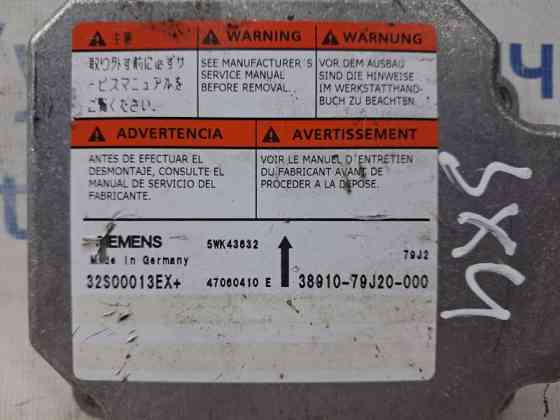 注意
取り外す前に必ずサ
ービスマニュアルを
ご覧ください。
WARNING
SEE MANUFACTURER'S
SERVICE MANUAL
BEFORE REMOVAL.
WARNUNG
VOR DEM AUSBAU
SIND DIE HINWEISE
IM WERKSTATTHAND-
BUCH ZU BEACHTEN.
ADVERTENCIA
ANTES DE EFECTUAR EL
DESMONTAJE, CONSULTE EL
MANUAL DE SERVICIO DEL
FABRICANTE.
AVERTISSEMENT
VOIR LE MANUEL D'ENTRETIEN
DU FABRICANT AVANT DE
PROCEDER A LA DEPOSE.
SIEMENS 5WK43632
Made in Germany 79J2
32S00013EX+ 47060410 E 38910-79J20-000
SX4